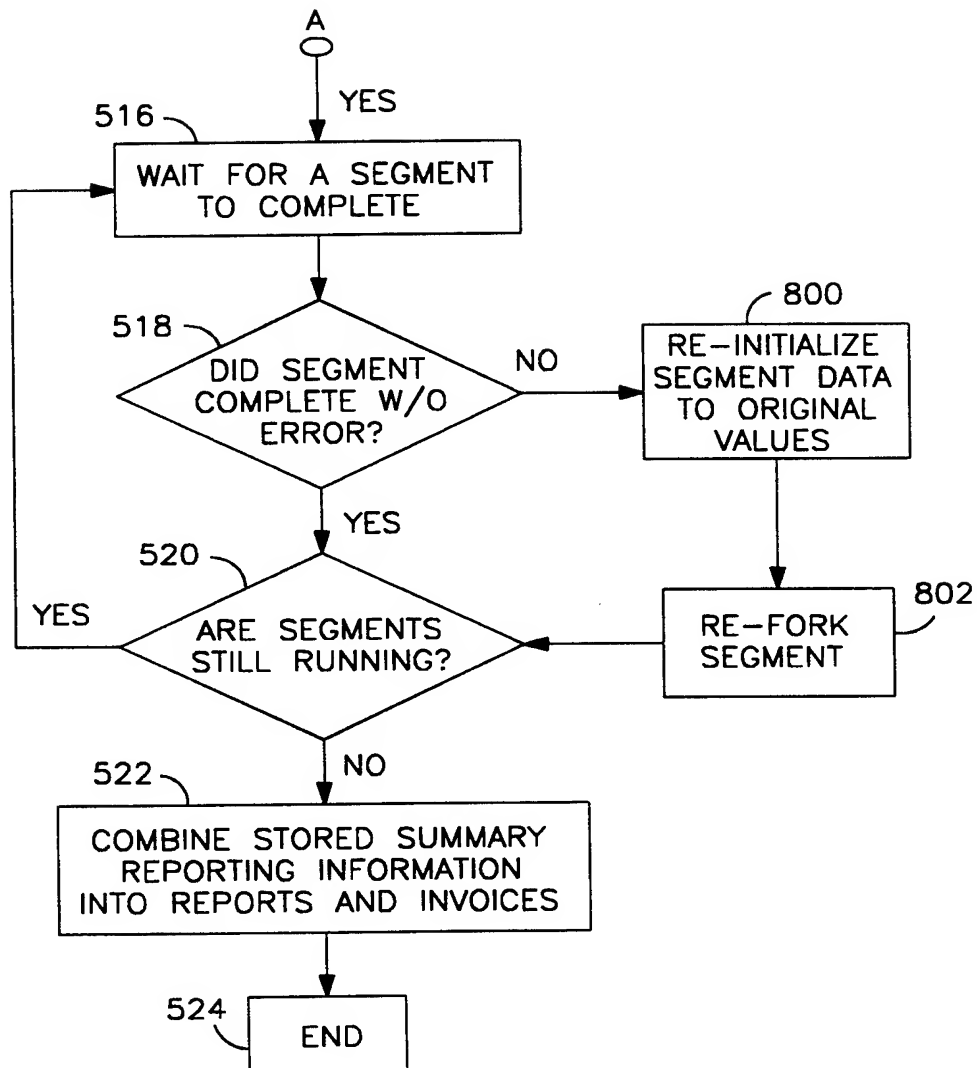 A
YES
516
WAIT FOR A SEGMENT
TO COMPLETE
518
DID SEGMENT
COMPLETE W/O
ERROR?
NO
800
RE-INITIALIZE
SEGMENT DATA
TO ORIGINAL
VALUES
YES
520
YES
ARE SEGMENTS
STILL RUNNING?
802
RE-FORK
SEGMENT
NO
522
COMBINE STORED SUMMARY
REPORTING INFORMATION
INTO REPORTS AND INVOICES
524
END